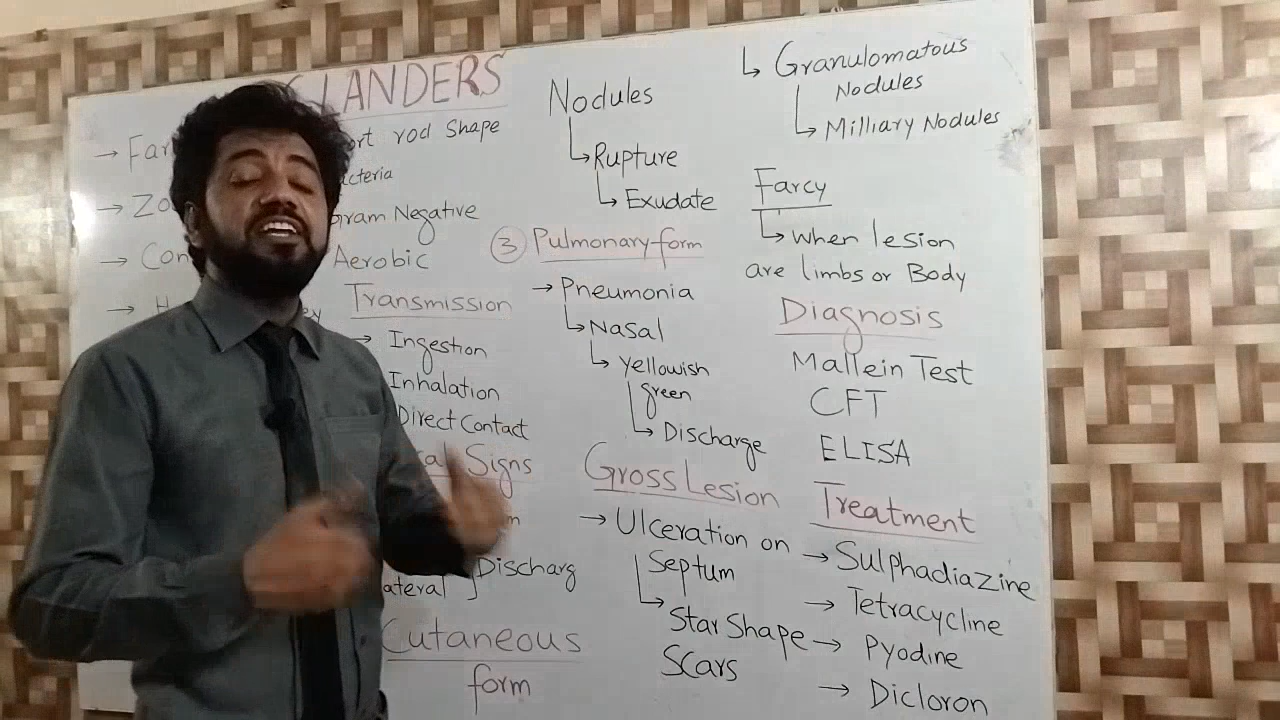 LANDERS
→ Far
rod Shape
acteria
→ Zo
Gram Negative
→ Con
Aerobic
→ H
ey
Transmission
→ Ingestion
Inhalation
Direct Contact
Signs
ateral ] Discharg
Cutaneous
form
Nodules
↳ Rupture
↳ Exudate
③ Pulmonary form
→ Pneumonia
↳ Nasal
↳ Yellowish
green
↳ Discharge
Gross Lesion
→ Ulceration on
Septum
↳ Star Shape
Scars
↳ Granulomatous
Nodules
↳ Milliary Nodules
Farcy
↳ when lesion
are limbs or Body
Diagnosis
Mallein Test
CFT
ELISA
Treatment
→ Sulphadiazine
→ Tetracycline
→ Pyodine
→ Dicloron